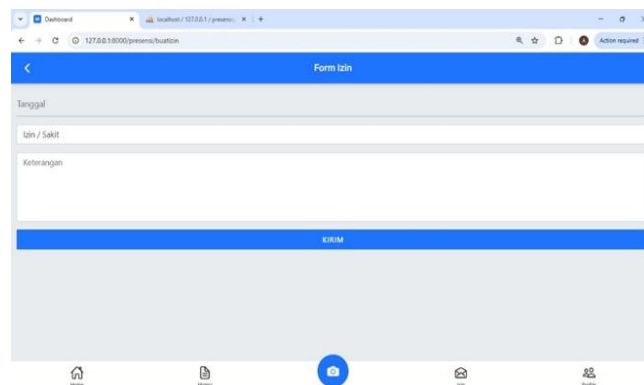 Dashboard
localhost / 127.0.0.1 / presensi
127.0.0.1:8000/presensi/buatizin
Action required
Form Izin
Tanggal
Izin / Sakit
Keterangan
KIRIM